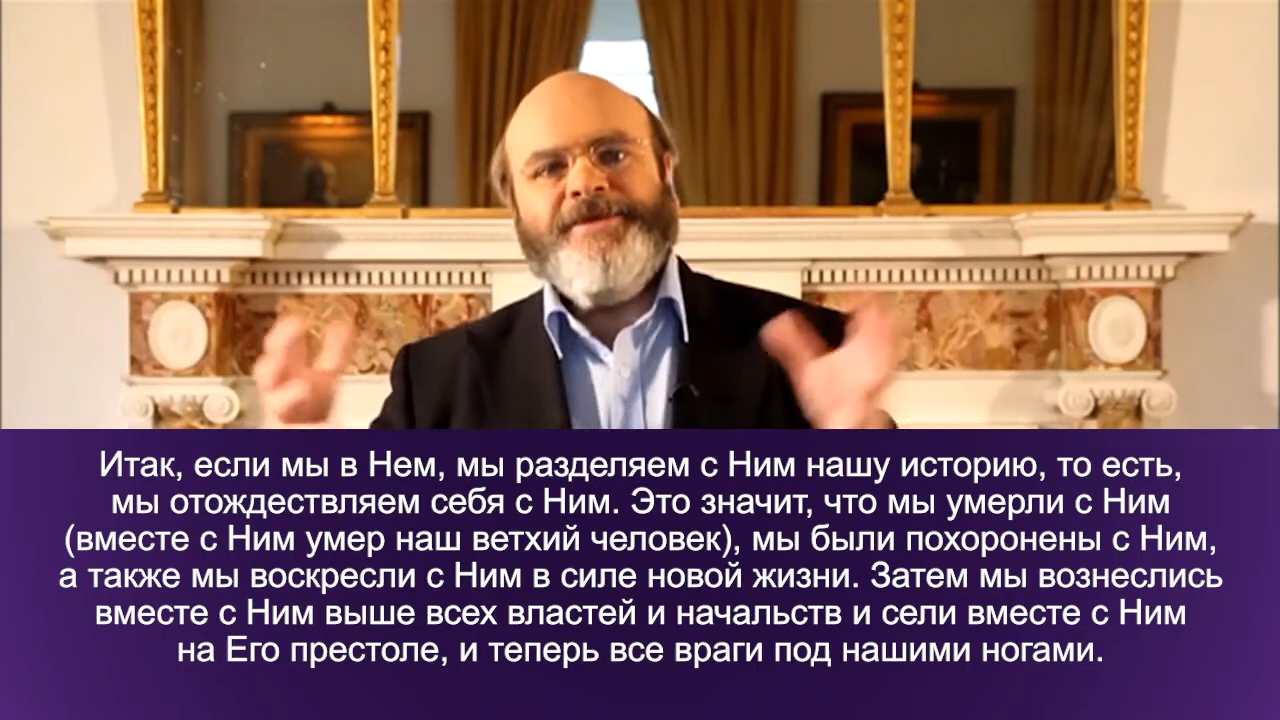 Итак, если мы в Нем, мы разделяем с Ним нашу историю, то есть,
мы отождествляем себя с Ним. Это значит, что мы умерли с Ним
(вместе с Ним умер наш ветхий человек), мы были похоронены с Ним,
а также мы воскресли с Ним в силе новой жизни. Затем мы вознеслись
вместе с Ним выше всех властей и начальств и сели вместе с Ним
на Его престоле, и теперь все враги под нашими ногами.